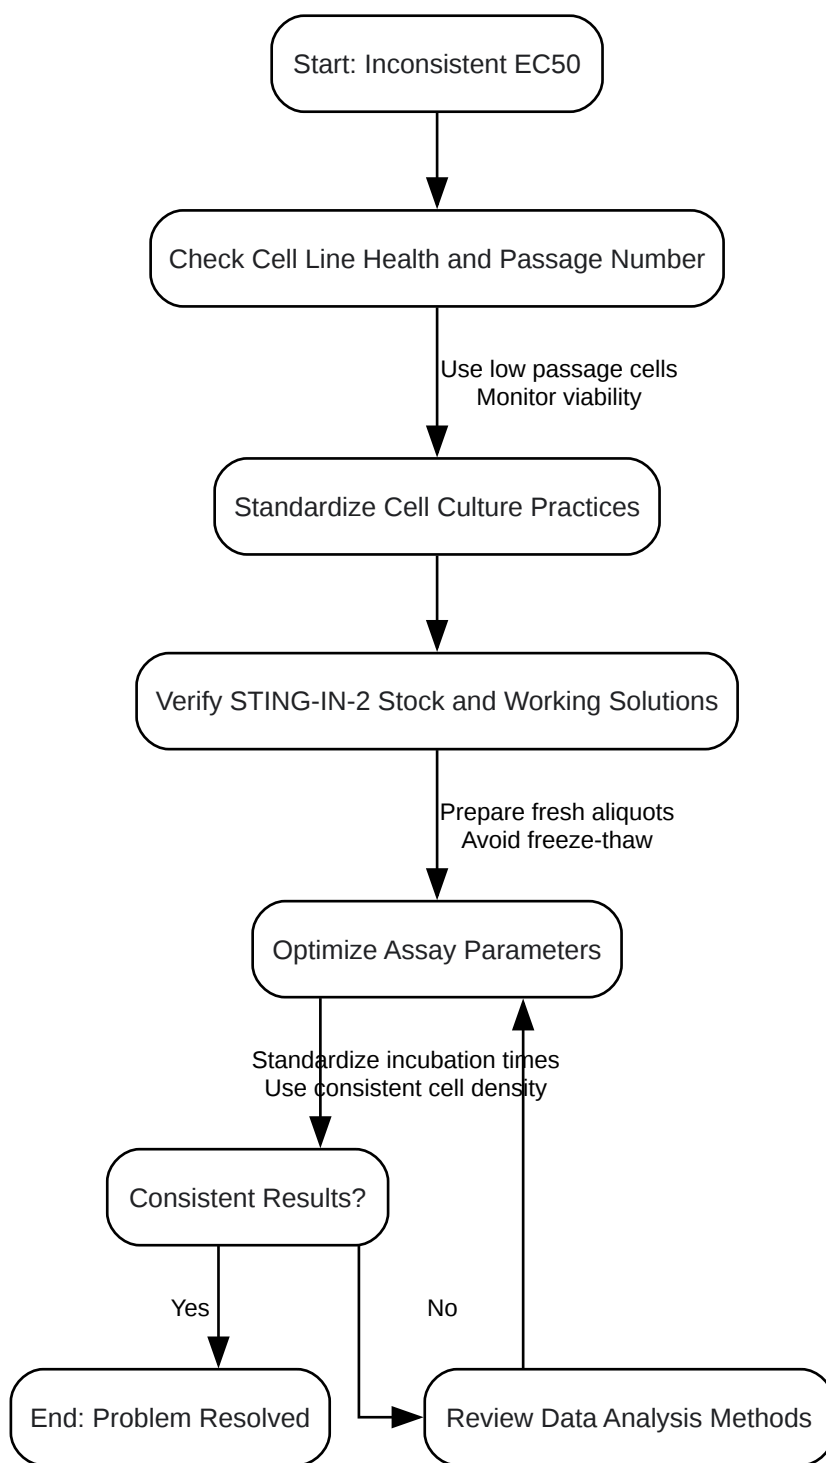 Start: Inconsistent EC50
Check Cell Line Health and Passage Number
Use low passage cells
Monitor viability
Standardize Cell Culture Practices
Verify STING-IN-2 Stock and Working Solutions
Prepare fresh aliquots
Avoid freeze-thaw
Optimize Assay Parameters
Standardize incubation times
Use consistent cell density
Consistent Results?
Yes
No
End: Problem Resolved
Review Data Analysis Methods